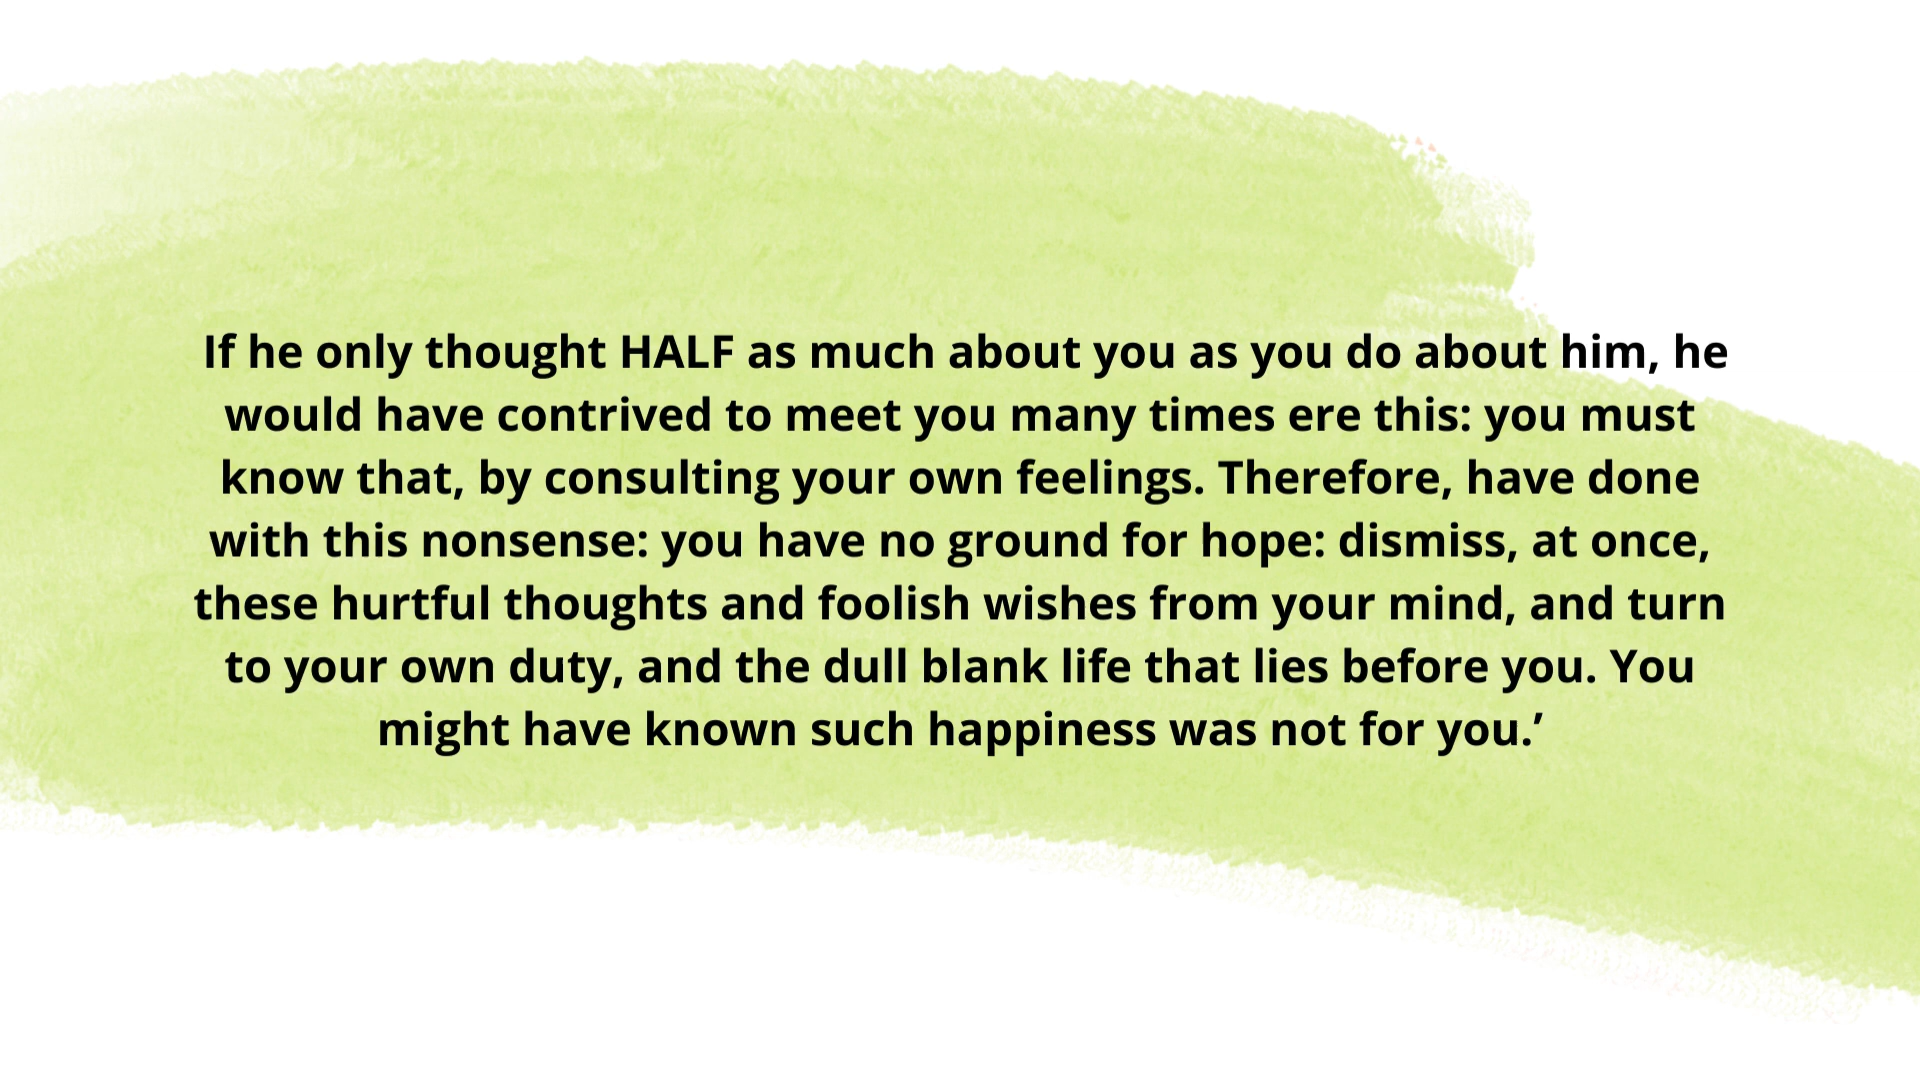 If he only thought HALF as much about you as you do about him, he
would have contrived to meet you many times ere this: you must
know that, by consulting your own feelings. Therefore, have done
with this nonsense: you have no ground for hope: dismiss, at once,
these hurtful thoughts and foolish wishes from your mind, and turn
to your own duty, and the dull blank life that lies before you. You
might have known such happiness was not for you.’